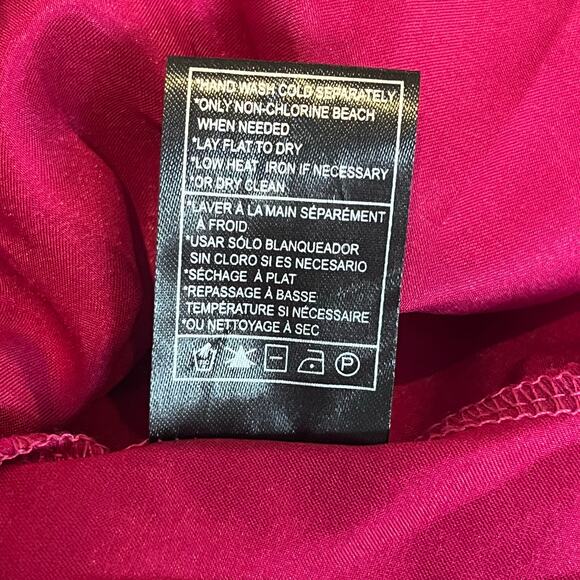 *HAND WASH COLD SEPARATELY
*ONLY NON-CHLORINE BEACH
WHEN NEEDED
*LAY FLAT TO DRY
*LOW HEAT IRON IF NECESSARY
OR DRY CLEAN
*LAVER À LA MAIN SÉPARÉMENT
À FROID
*USAR SÓLO BLANQUEADOR
SIN CLORO SI ES NECESARIO
*SÉCHAGE À PLAT
*REPASSAGE À BASSE
TEMPÉRATURE SI NÉCESSAIRE
*OU NETTOYAGE À SEC
P